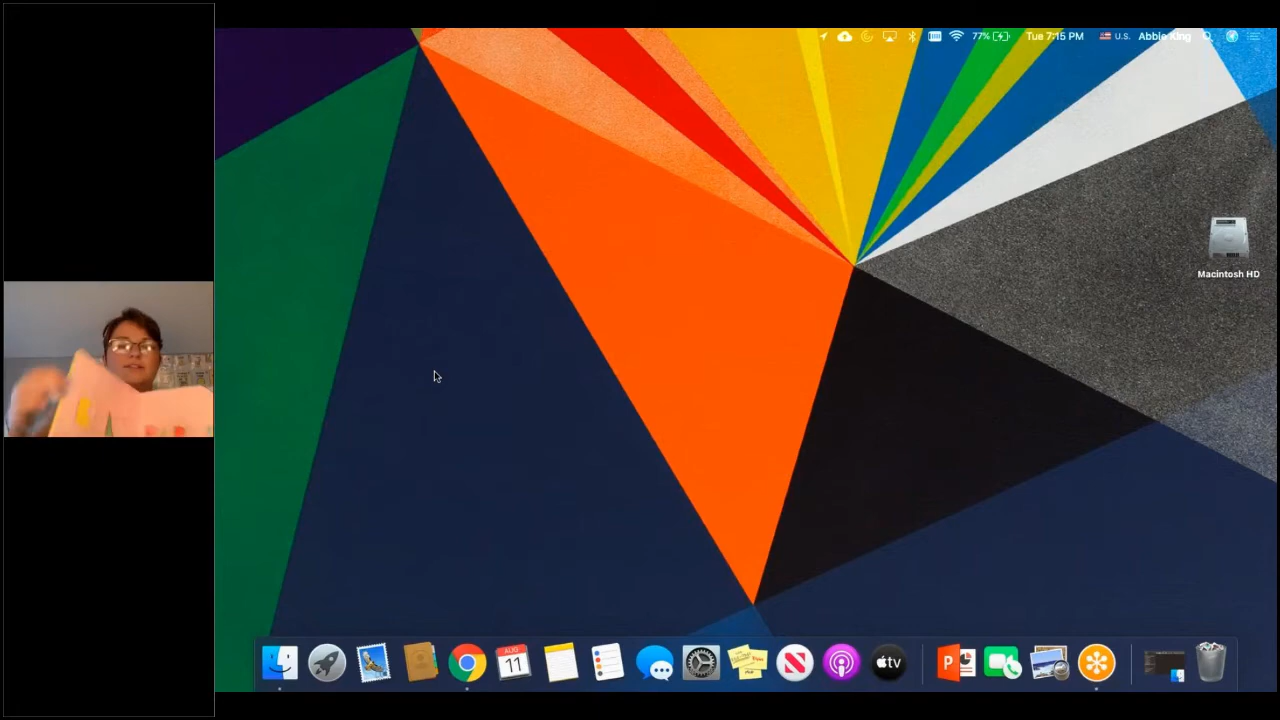 77%
Tue 7:15 PM
U.S.
Abbie King
Macintosh HD
AUG
11
P
tv